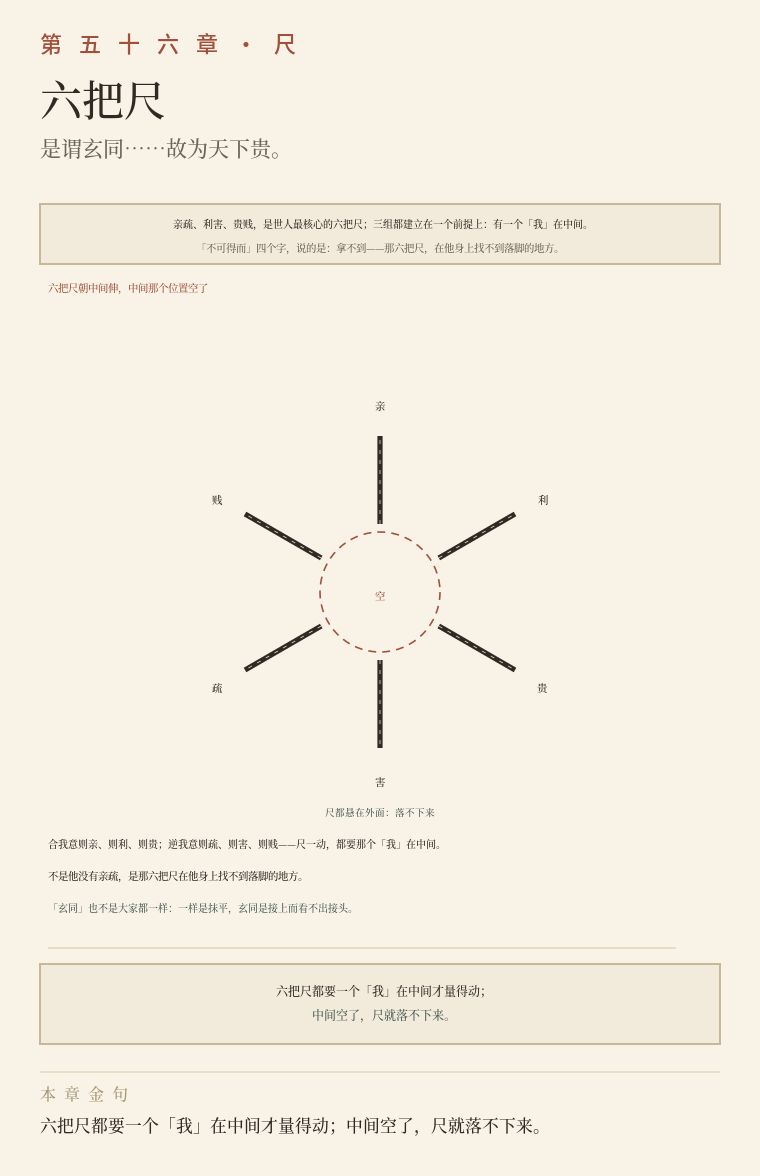 第五十六章·尺
六把尺
是谓玄同……故为天下贵。
亲疏、利害、贵贱，是世人最核心的六把尺；三组都建立在一个前提上：有一个「我」在中间。
「不可得而」四个字，说的是：拿不到——那六把尺，在他身上找不到落脚的地方。
六把尺朝中间伸，中间那个位置空了
亲
贱
利
空
疏
贵
害
尺都悬在外面：落不下来
合我意则亲、则利、则贵；逆我意则疏、则害、则贱——尺一动，都要那个「我」在中间。
不是他没有亲疏，是那六把尺在他身上找不到落脚的地方。
「玄同」也不是大家都一样：一样是抹平，玄同是接上而看不出接头。
六把尺都要一个「我」在中间才量得动；
中间空了，尺就落不下来。
本章金句
六把尺都要一个「我」在中间才量得动；中间空了，尺就落不下来。